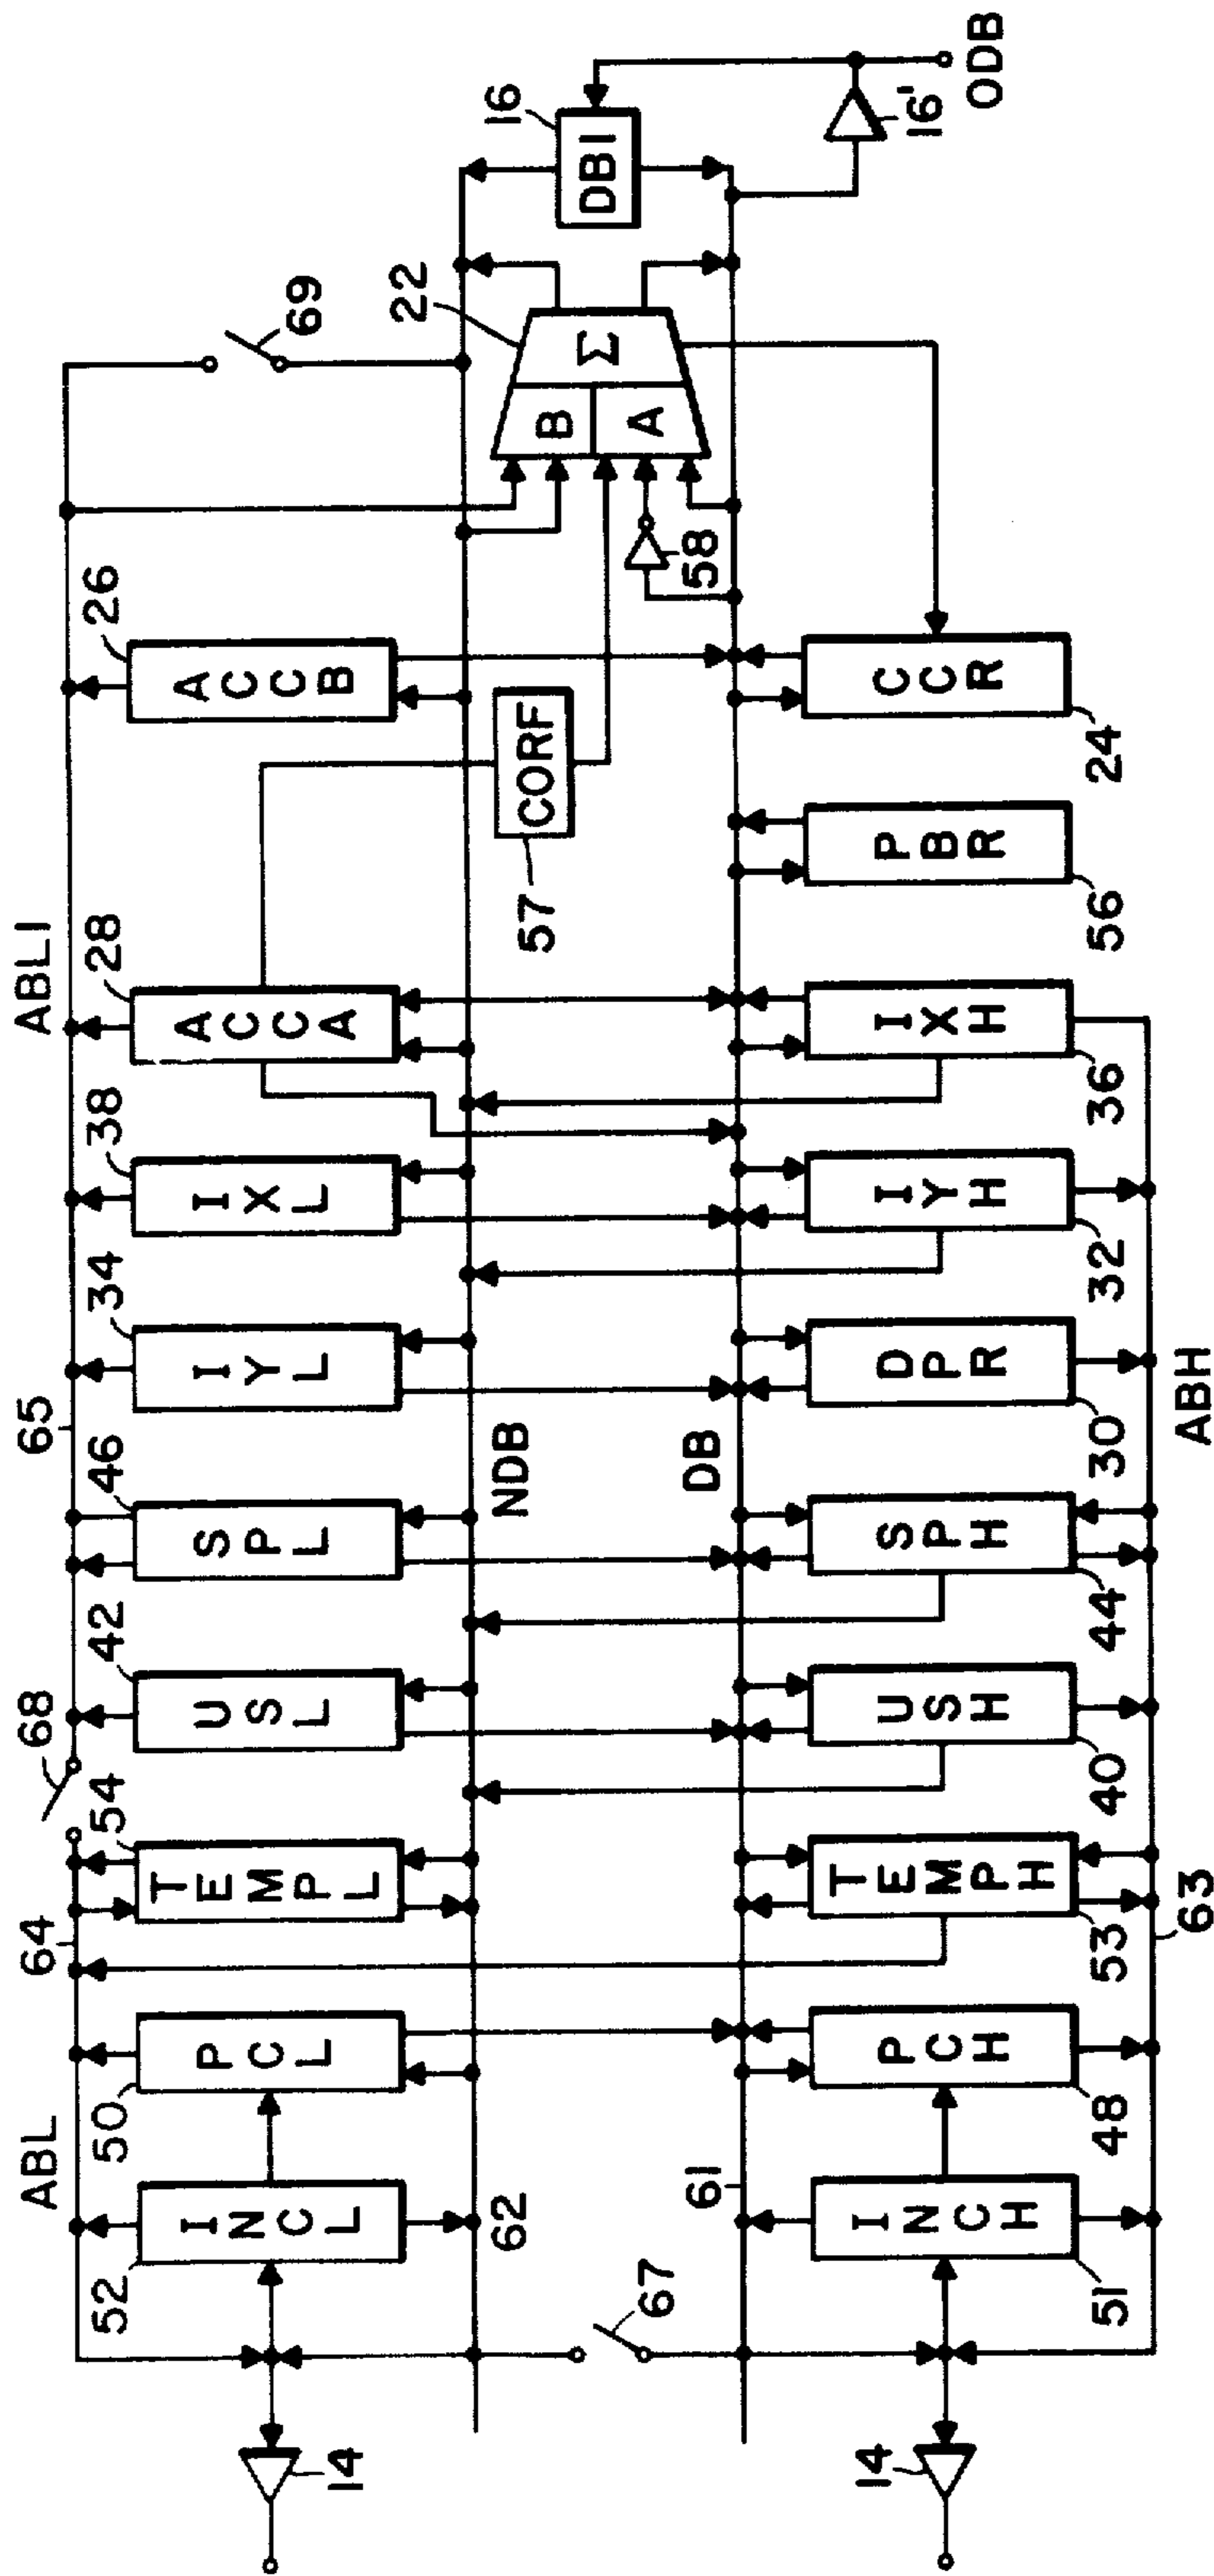 ABL
64
68
65
ABLI
69
52
INCL
50
PCL
54
TEMPL
42
USL
46
SPL
34
IYL
38
IXL
28
ACCA
26
ACCB
22
B
A
Σ
16
DBI
14
62
NDB
57
CORF
58
67
61
DB
16'
ODB
14
INCH
51
PCH
48
TEMPH
53
USH
40
SPH
44
DPR
30
IYH
32
IXH
36
PBR
56
CCR
24
63
ABH